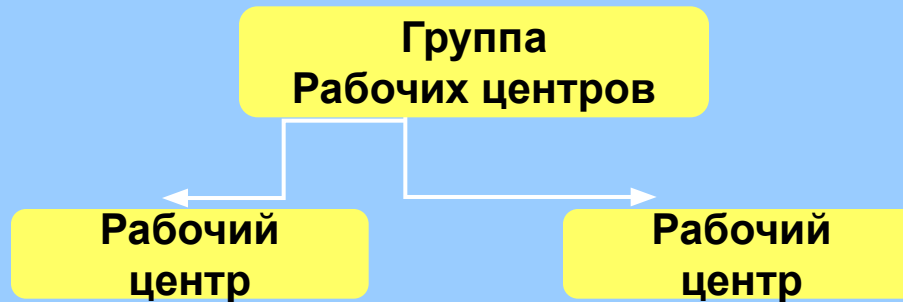 Группа
Рабочих центров
Рабочий
центр
Рабочий
центр